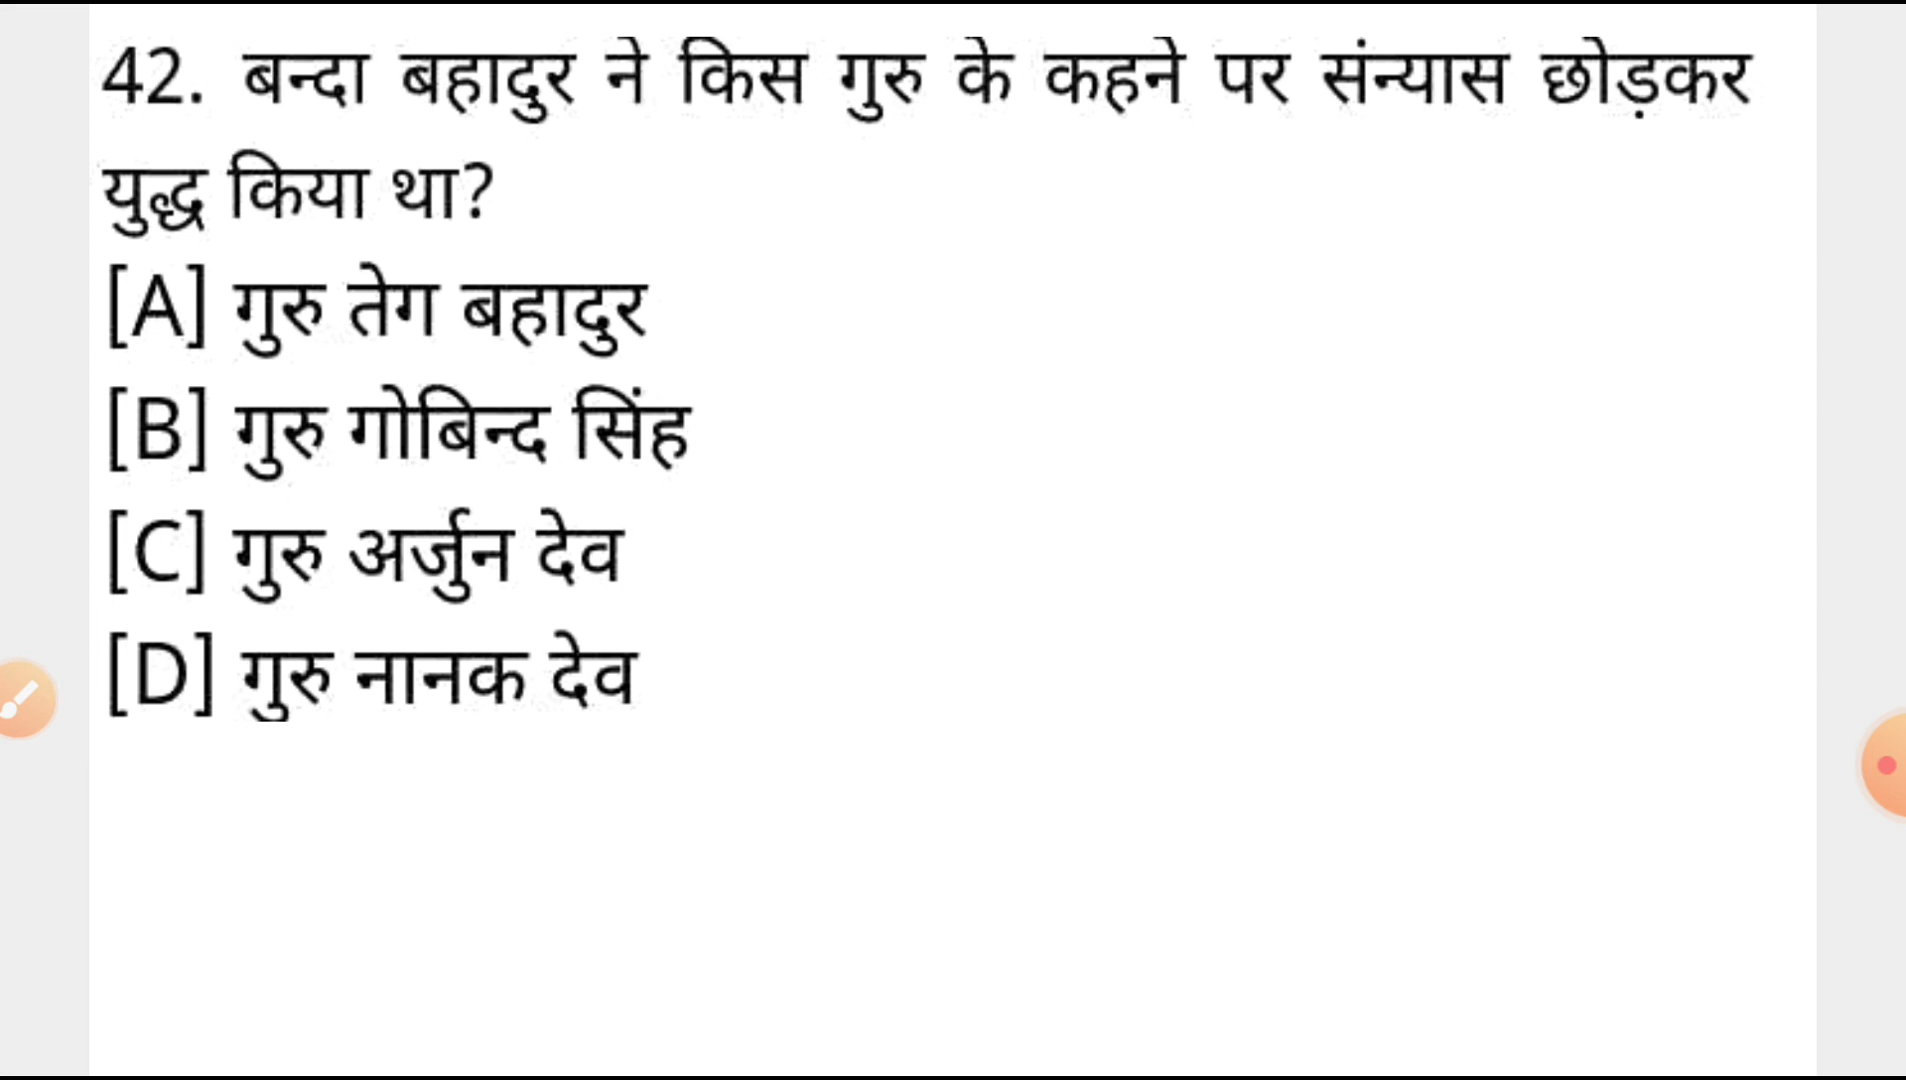 42. बन्दा बहादुर ने किस गुरु के कहने पर संन्यास छोड़कर
युद्ध किया था?
[A] गुरु तेग बहादुर
[B] गुरु गोबिन्द सिंह
[C] गुरु अर्जुन देव
[D] गुरु नानक देव